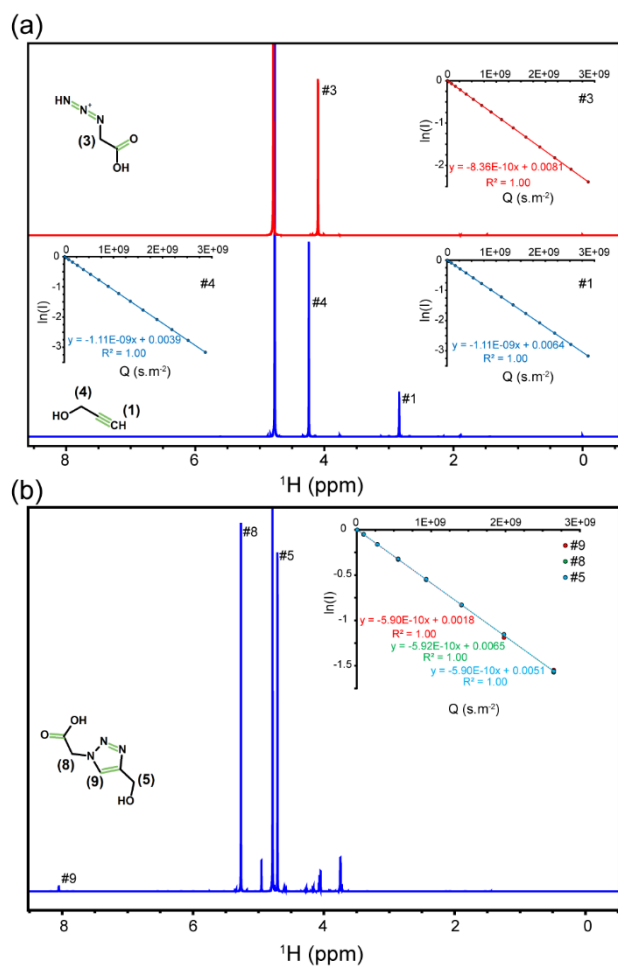 (a)
HN
N+
N
(3)
O
OH
#3
0 1E+09 2E+09 3E+09
#3
0
-1
-2
ln(I)
y = -8.36E-10x + 0.0081
R² = 1.00
Q (s.m⁻²)
0 1E+09 2E+09 3E+09
#4
0
-1
-2
-3
ln(I)
y = -1.11E-09x + 0.0039
R² = 1.00
Q (s.m⁻²)
#4
0 1E+09 2E+09 3E+09
#1
0
-1
-2
-3
ln(I)
y = -1.11E-09x + 0.0064
R² = 1.00
Q (s.m⁻²)
(4)
HO
(1)
CH
#1
8 6 4 2 0
¹H (ppm)
(b)
#8
#5
0 1E+09 2E+09 3E+09
#9
#8
#5
0
-0.5
-1
-1.5
ln(I)
y = -5.90E-10x + 0.0018
R² = 1.00
y = -5.92E-10x + 0.0065
R² = 1.00
y = -5.90E-10x + 0.0051
R² = 1.00
Q (s.m⁻²)
OH
O
N
N
N
(8)
(9)
(5)
HO
#9
8 6 4 2 0
¹H (ppm)